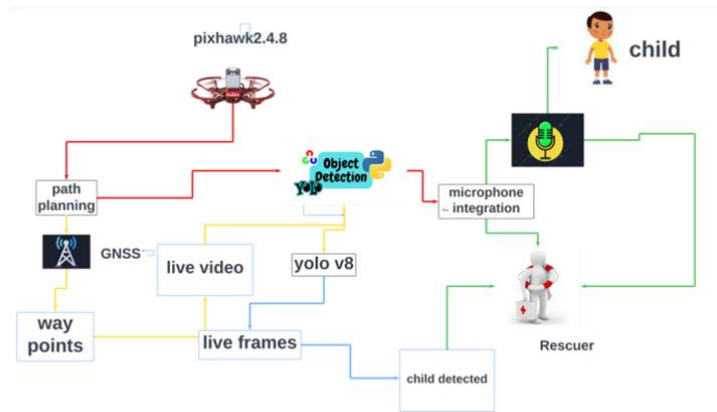 pixhawk2.4.8
child
Object
Detection
YOLO
path
planning
microphone
integration
GNSS
live video
yolo v8
way
points
live frames
child detected
Rescuer